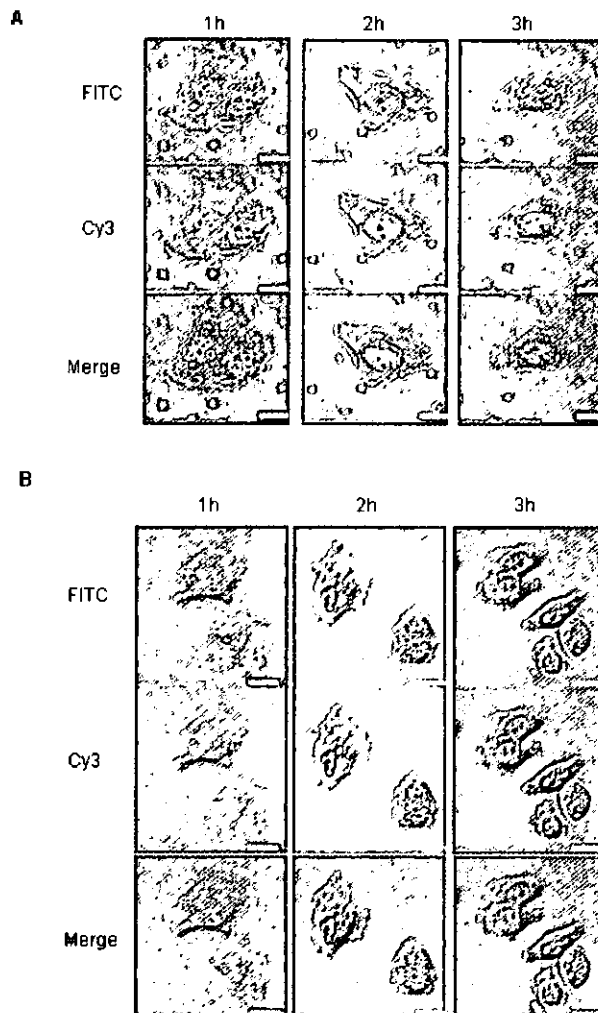 A
1h 2h 3h
FITC
Cy3
Merge
B
1h 2h 3h
FITC
Cy3
Merge